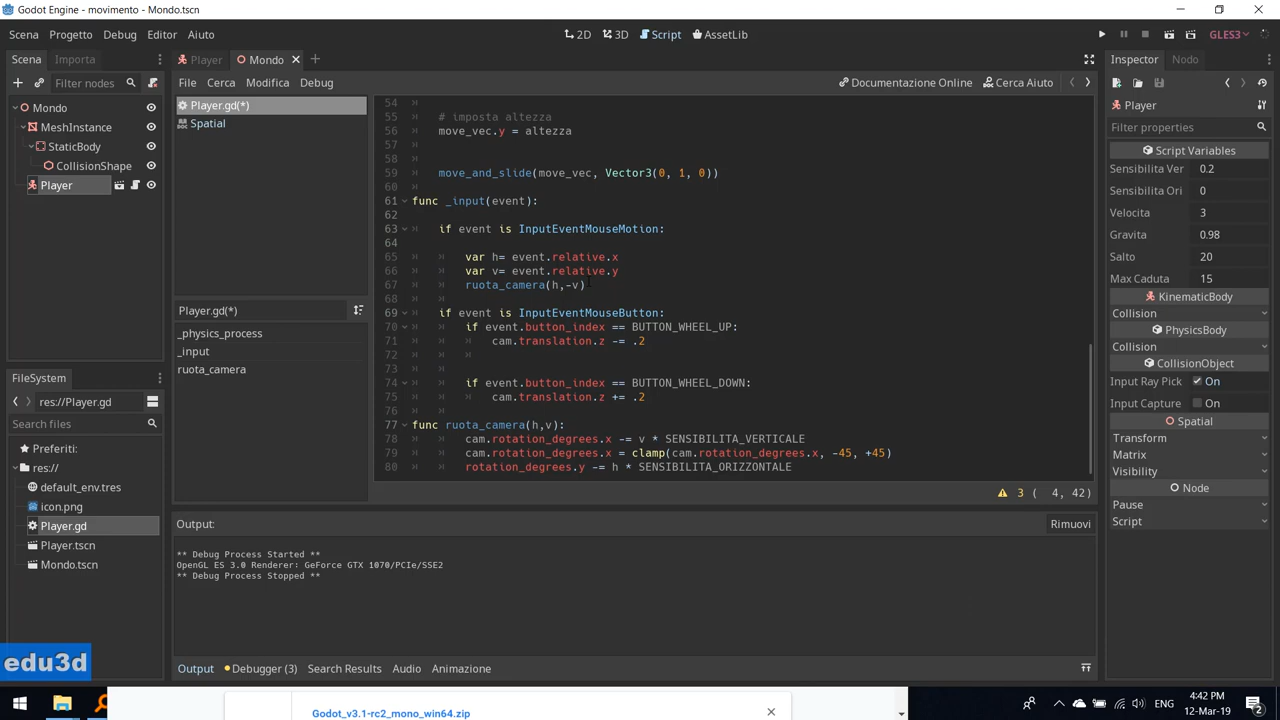 Godot Engine - movimento - Mondo.tscn
Scena Progetto Debug Editor Aiuto
2D 3D Script AssetLib
GLES3
Scena Importa
Player Mondo
Inspector Nodo
Filter nodes
File Cerca Modifica Debug
Documentazione Online Cerca Aiuto
Mondo
MeshInstance
StaticBody
CollisionShape
Player
Player.gd(*)
Spatial
Player.gd(*)
_physics_process
_input
ruota_camera
54
55 # imposta altezza
56 move_vec.y = altezza
57
58
59 move_and_slide(move_vec, Vector3(0, 1, 0))
60
61 func _input(event):
62
63 if event is InputEventMouseMotion:
64
65 var h= event.relative.x
66 var v= event.relative.y
67 ruota_camera(h,-v)
68
69 if event is InputEventMouseButton:
70 if event.button_index == BUTTON_WHEEL_UP:
71 cam.translation.z -= .2
72
73
74 if event.button_index == BUTTON_WHEEL_DOWN:
75 cam.translation.z += .2
76
77 func ruota_camera(h,v):
78 cam.rotation_degrees.x -= v * SENSIBILITA_VERTICALE
79 cam.rotation_degrees.x = clamp(cam.rotation_degrees.x, -45, +45)
80 rotation_degrees.y -= h * SENSIBILITA_ORIZZONTALE
3 ( 4, 42)
FileSystem
res://Player.gd
Search files
Preferiti:
res://
default_env.tres
icon.png
Player.gd
Player.tscn
Mondo.tscn
Output:
Rimuovi
** Debug Process Started **
OpenGL ES 3.0 Renderer: GeForce GTX 1070/PCIe/SSE2
** Debug Process Stopped **
Output Debugger (3) Search Results Audio Animazione
Player
Filter properties
Script Variables
Sensibilita Ver 0.2
Sensibilita Ori 0
Velocita 3
Gravita 0.98
Salto 20
Max Caduta 15
KinematicBody
Collision
PhysicsBody
Collision
CollisionObject
Input Ray Pick On
Input Capture On
Spatial
Transform
Matrix
Visibility
Node
Pause
Script
edu3d
Godot_v3.1-rc2_mono_win64.zip
ENG
4:42 PM
12-Mar-19
2